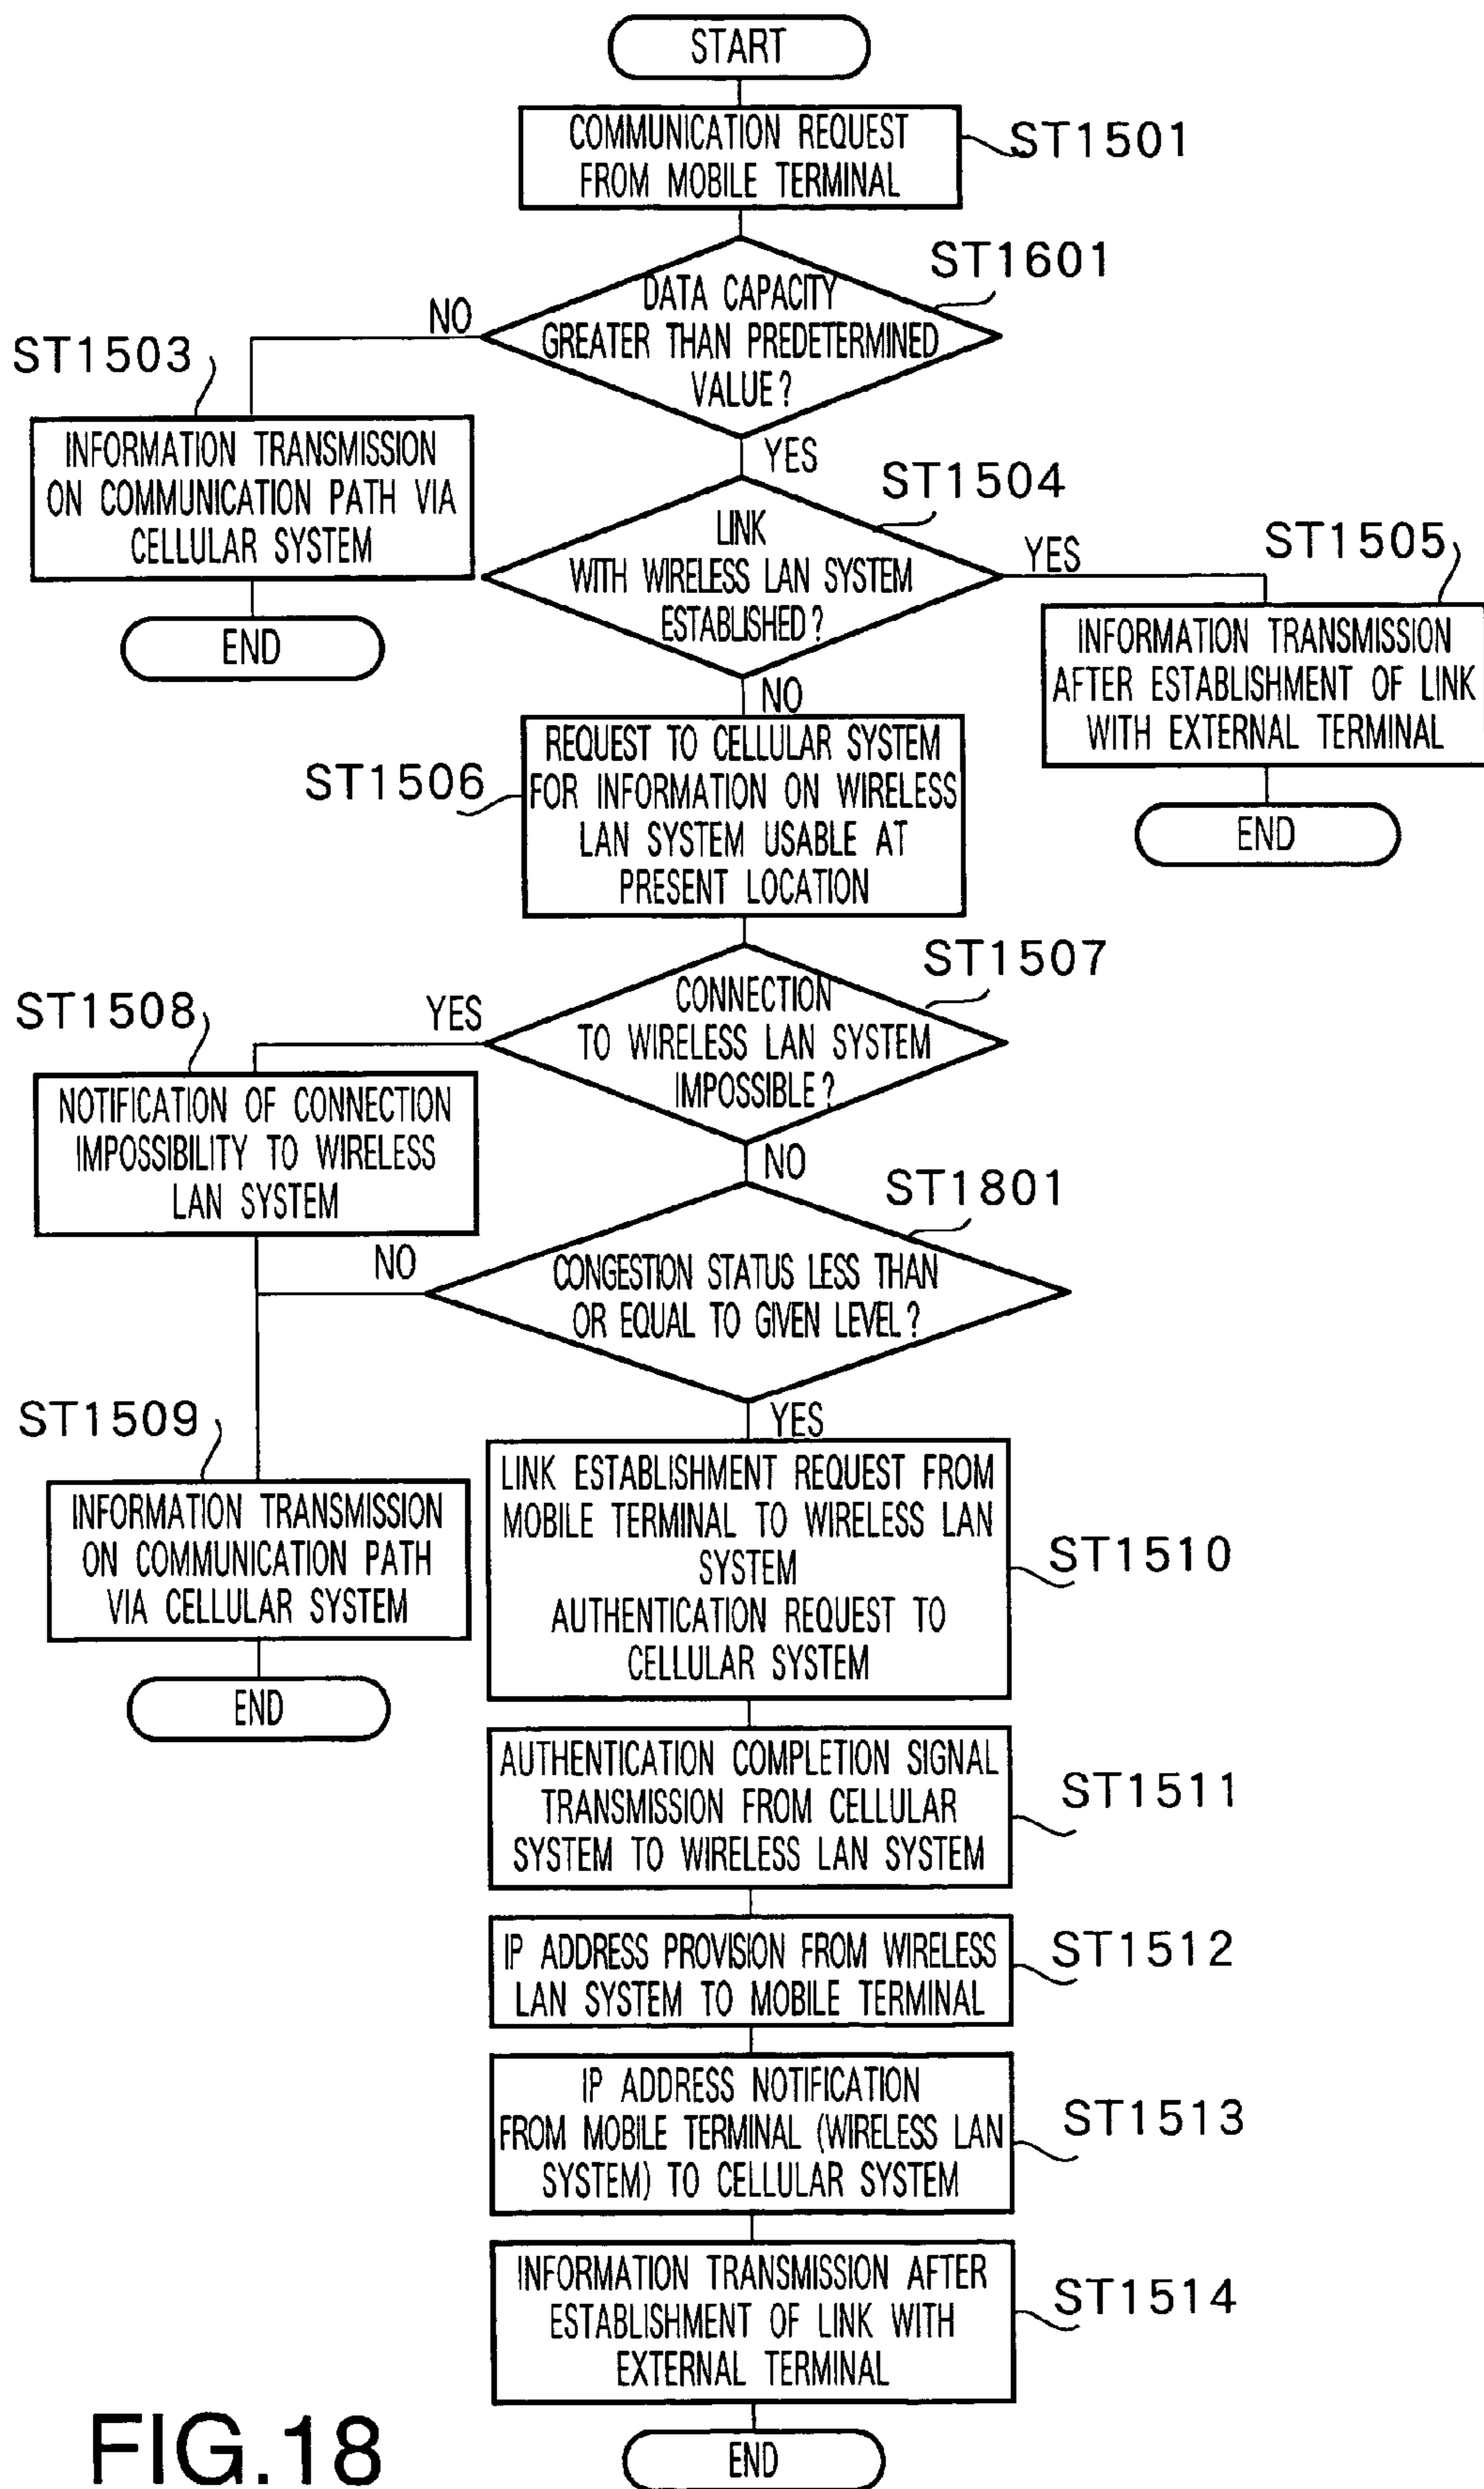 START
COMMUNICATION REQUEST
FROM MOBILE TERMINAL
ST1501
ST1601
DATA CAPACITY
GREATER THAN PREDETERMINED
VALUE?
NO
ST1503
INFORMATION TRANSMISSION
ON COMMUNICATION PATH VIA
CELLULAR SYSTEM
END
YES
ST1504
LINK
WITH WIRELESS LAN SYSTEM
ESTABLISHED?
YES
ST1505
INFORMATION TRANSMISSION
AFTER ESTABLISHMENT OF LINK
WITH EXTERNAL TERMINAL
END
NO
ST1506
REQUEST TO CELLULAR SYSTEM
FOR INFORMATION ON WIRELESS
LAN SYSTEM USABLE AT
PRESENT LOCATION
ST1507
CONNECTION
TO WIRELESS LAN SYSTEM
IMPOSSIBLE?
YES
ST1508
NOTIFICATION OF CONNECTION
IMPOSSIBILITY TO WIRELESS
LAN SYSTEM
NO
ST1801
CONGESTION STATUS LESS THAN
OR EQUAL TO GIVEN LEVEL?
NO
ST1509
INFORMATION TRANSMISSION
ON COMMUNICATION PATH
VIA CELLULAR SYSTEM
END
YES
LINK ESTABLISHMENT REQUEST FROM
MOBILE TERMINAL TO WIRELESS LAN
SYSTEM
AUTHENTICATION REQUEST TO
CELLULAR SYSTEM
ST1510
AUTHENTICATION COMPLETION SIGNAL
TRANSMISSION FROM CELLULAR
SYSTEM TO WIRELESS LAN SYSTEM
ST1511
IP ADDRESS PROVISION FROM WIRELESS
LAN SYSTEM TO MOBILE TERMINAL
ST1512
IP ADDRESS NOTIFICATION
FROM MOBILE TERMINAL (WIRELESS LAN
SYSTEM) TO CELLULAR SYSTEM
ST1513
INFORMATION TRANSMISSION AFTER
ESTABLISHMENT OF LINK WITH
EXTERNAL TERMINAL
ST1514
END
FIG.18